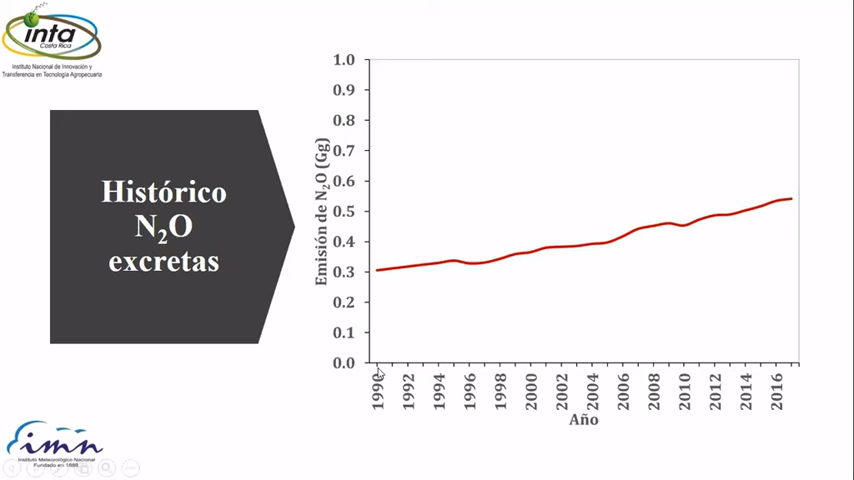 inta
Costa Rica
Instituto Nacional de Innovación y
Transferencia en Tecnología Agropecuaria
Histórico
N₂O
excretas
Emisión de N₂O (Gg)
1.0
0.9
0.8
0.7
0.6
0.5
0.4
0.3
0.2
0.1
0.0
1990
1992
1994
1996
1998
2000
2002
2004
2006
2008
2010
2012
2014
2016
Año
imn
Instituto Meteorológico Nacional
Fundado en 1888